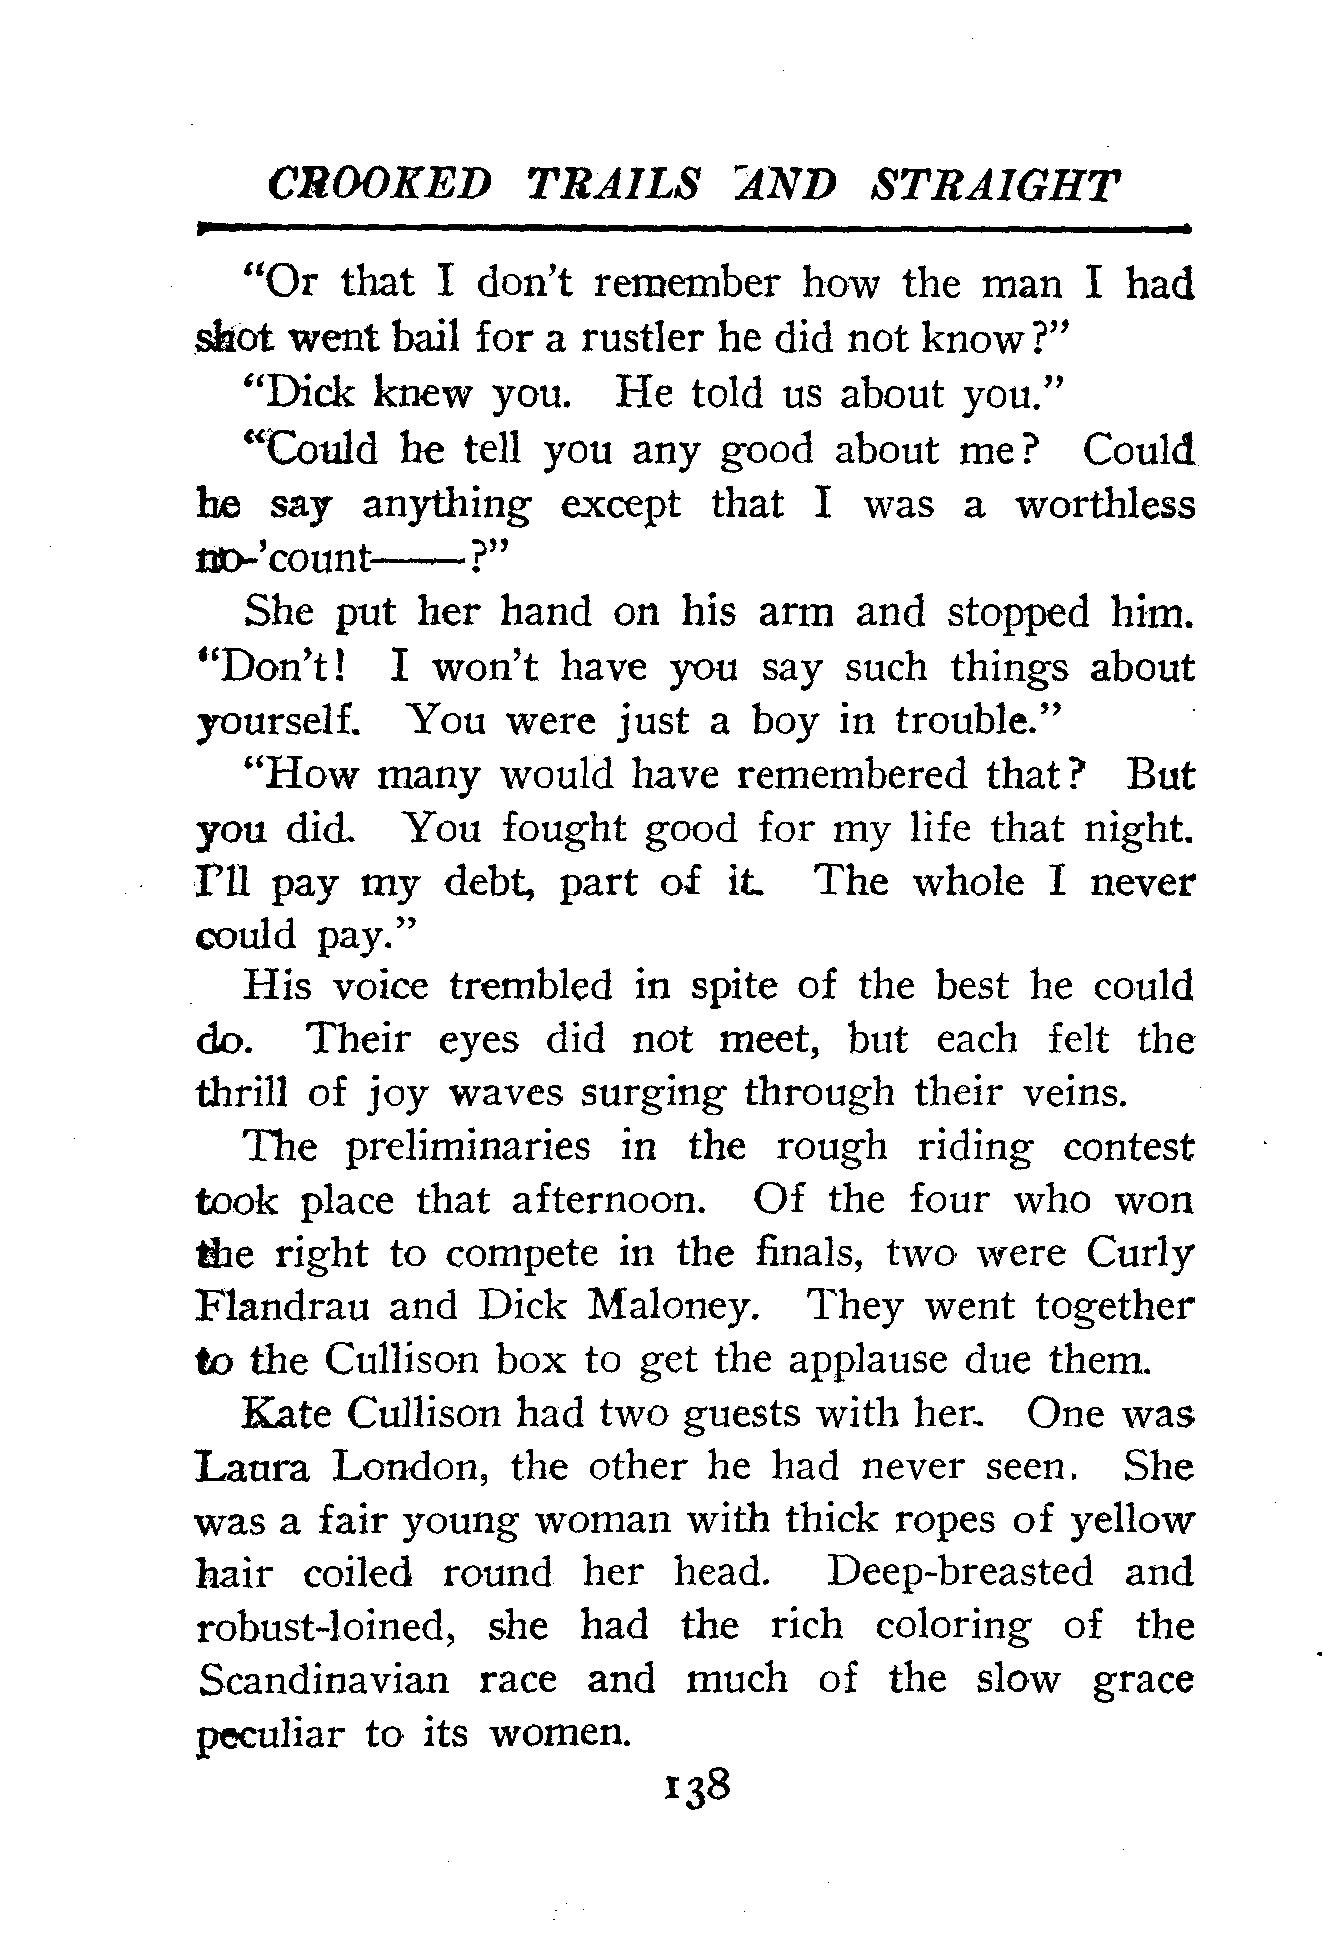 CROOKED TRAILS AND STRAIGHT
"Or that I don't remember how the man I had
shot went bail for a rustler he did not know?"
"Dick knew you. He told us about you."
"Could he tell you any good about me? Could
he say anything except that I was a worthless
no-'count——?"
She put her hand on his arm and stopped him.
"Don't! I won't have you say such things about
yourself. You were just a boy in trouble."
"How many would have remembered that? But
you did. You fought good for my life that night.
I'll pay my debt, part of it. The whole I never
could pay."
His voice trembled in spite of the best he could
do. Their eyes did not meet, but each felt the
thrill of joy waves surging through their veins.
The preliminaries in the rough riding contest
took place that afternoon. Of the four who won
the right to compete in the finals, two were Curly
Flandrau and Dick Maloney. They went together
to the Cullison box to get the applause due them.
Kate Cullison had two guests with her. One was
Laura London, the other he had never seen. She
was a fair young woman with thick ropes of yellow
hair coiled round her head. Deep-breasted and
robust-loined, she had the rich coloring of the
Scandinavian race and much of the slow grace
peculiar to its women.
138